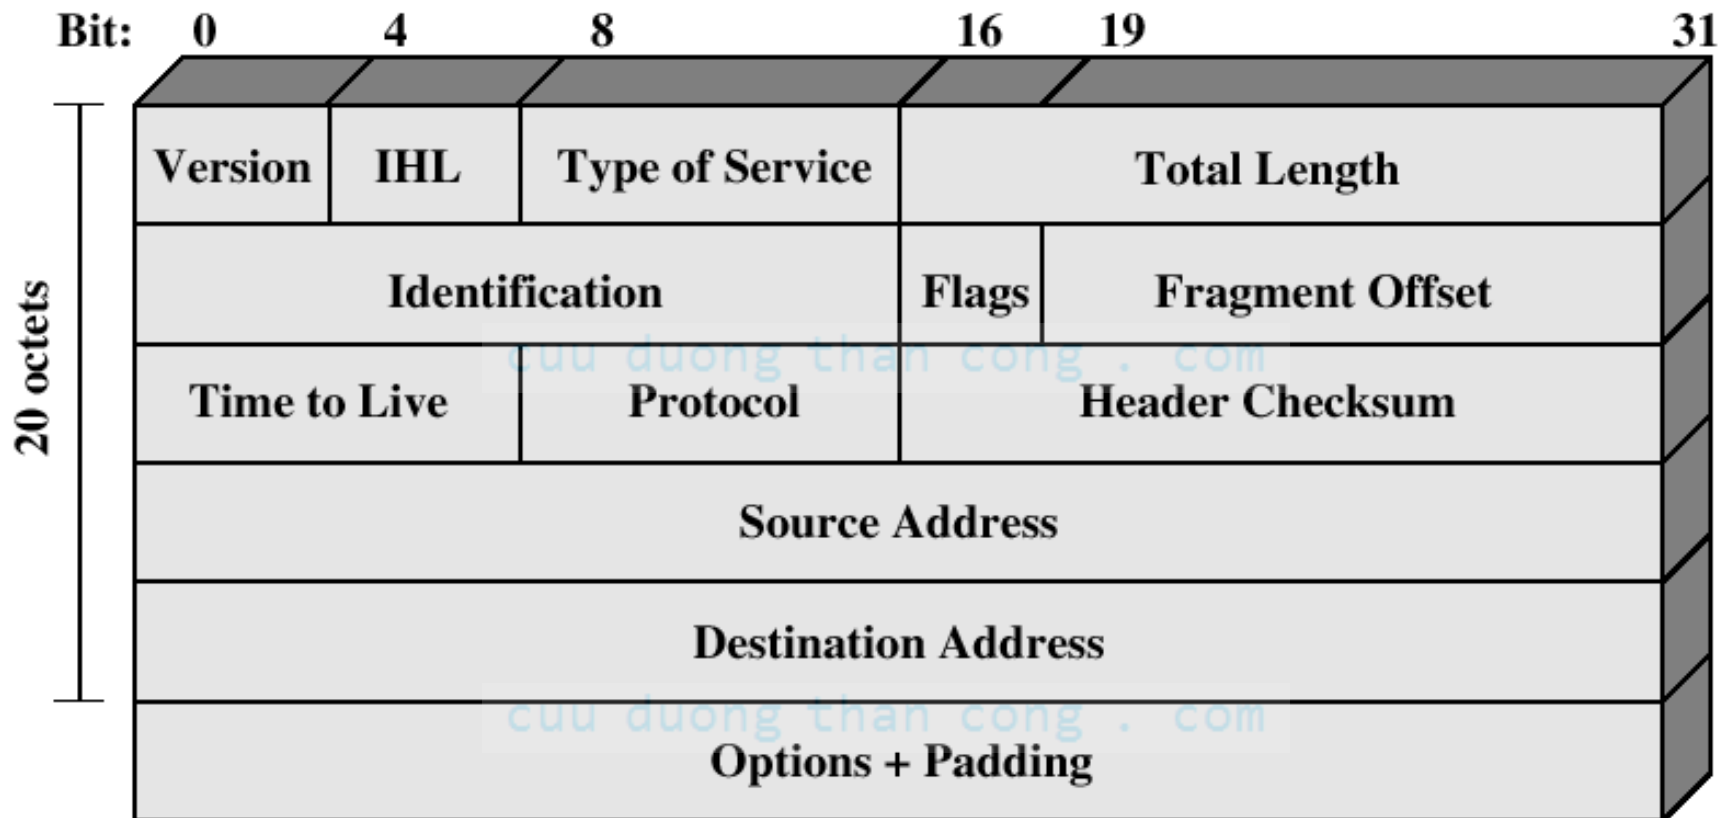 Bit: 0 4 8 16 19 31
Version IHL Type of Service Total Length
Identification Flags Fragment Offset
cuu duong than cong . com
Time to Live Protocol Header Checksum
Source Address
Destination Address
cuu duong than cong . com
Options + Padding
20 octets